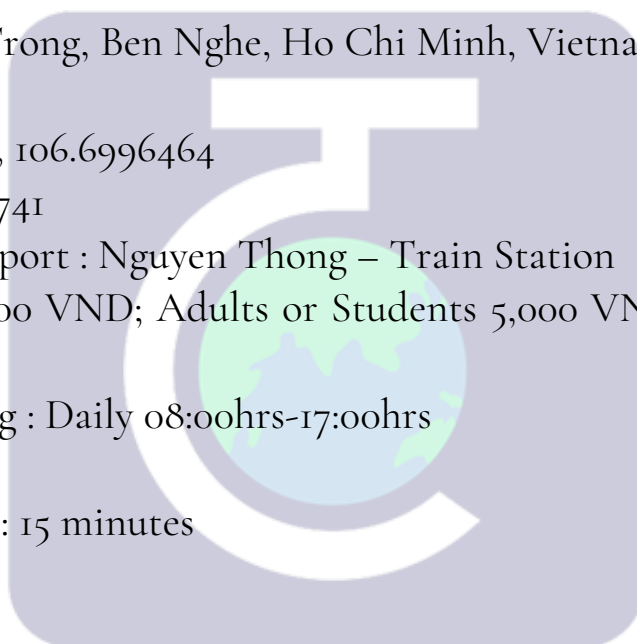 Trong, Ben Nghe, Ho Chi Minh, Vietna
, 106.6996464
741
port : Nguyen Thong – Train Station
00 VND; Adults or Students 5,000 VN
g : Daily 08:00hrs-17:00hrs
: 15 minutes